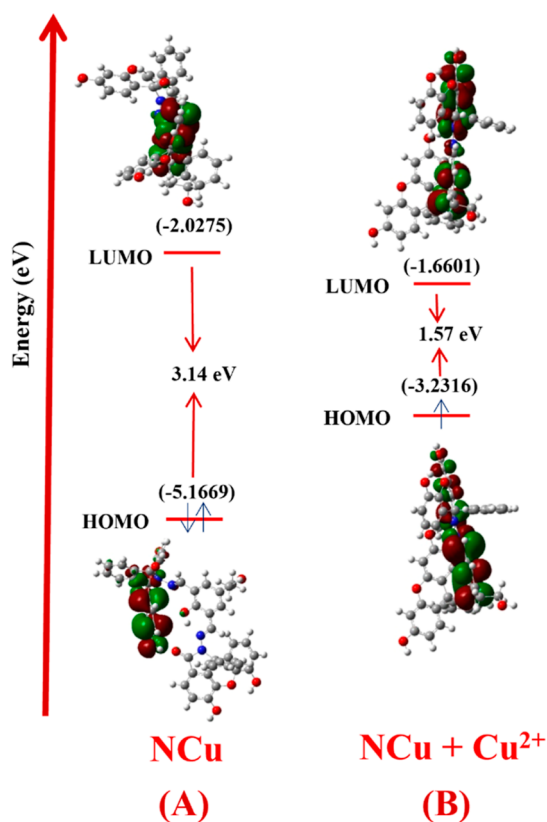 Energy (eV)
(-2.0275)
LUMO
3.14 eV
(-5.1669)
HOMO
NCu
(A)
(-1.6601)
LUMO
1.57 eV
(-3.2316)
HOMO
NCu + Cu²⁺
(B)